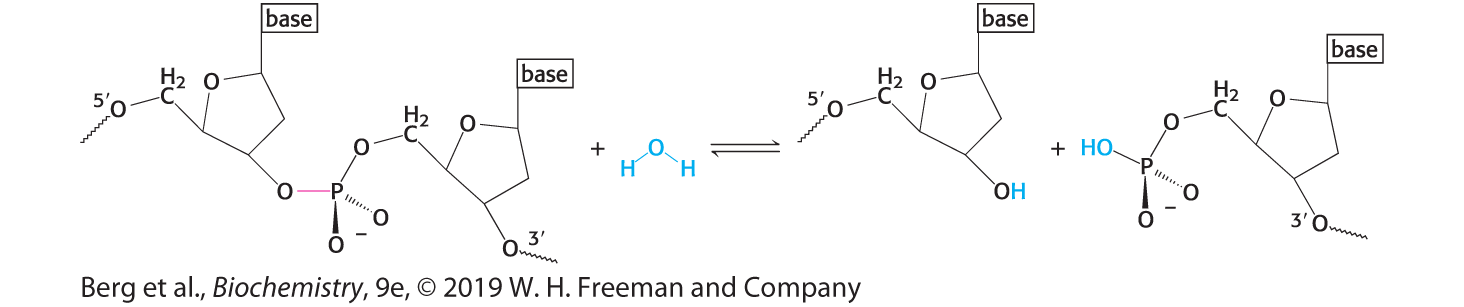 base
base
base
base
H2
C
O
5′
O
H2
C
O
O
O
P
O
O
–
O
3′
+
H
O
H
H2
C
O
5′
O
OH
+
HO
P
O
H2
C
O
O
O
–
3′
O
Berg et al., Biochemistry, 9e, © 2019 W. H. Freeman and Company